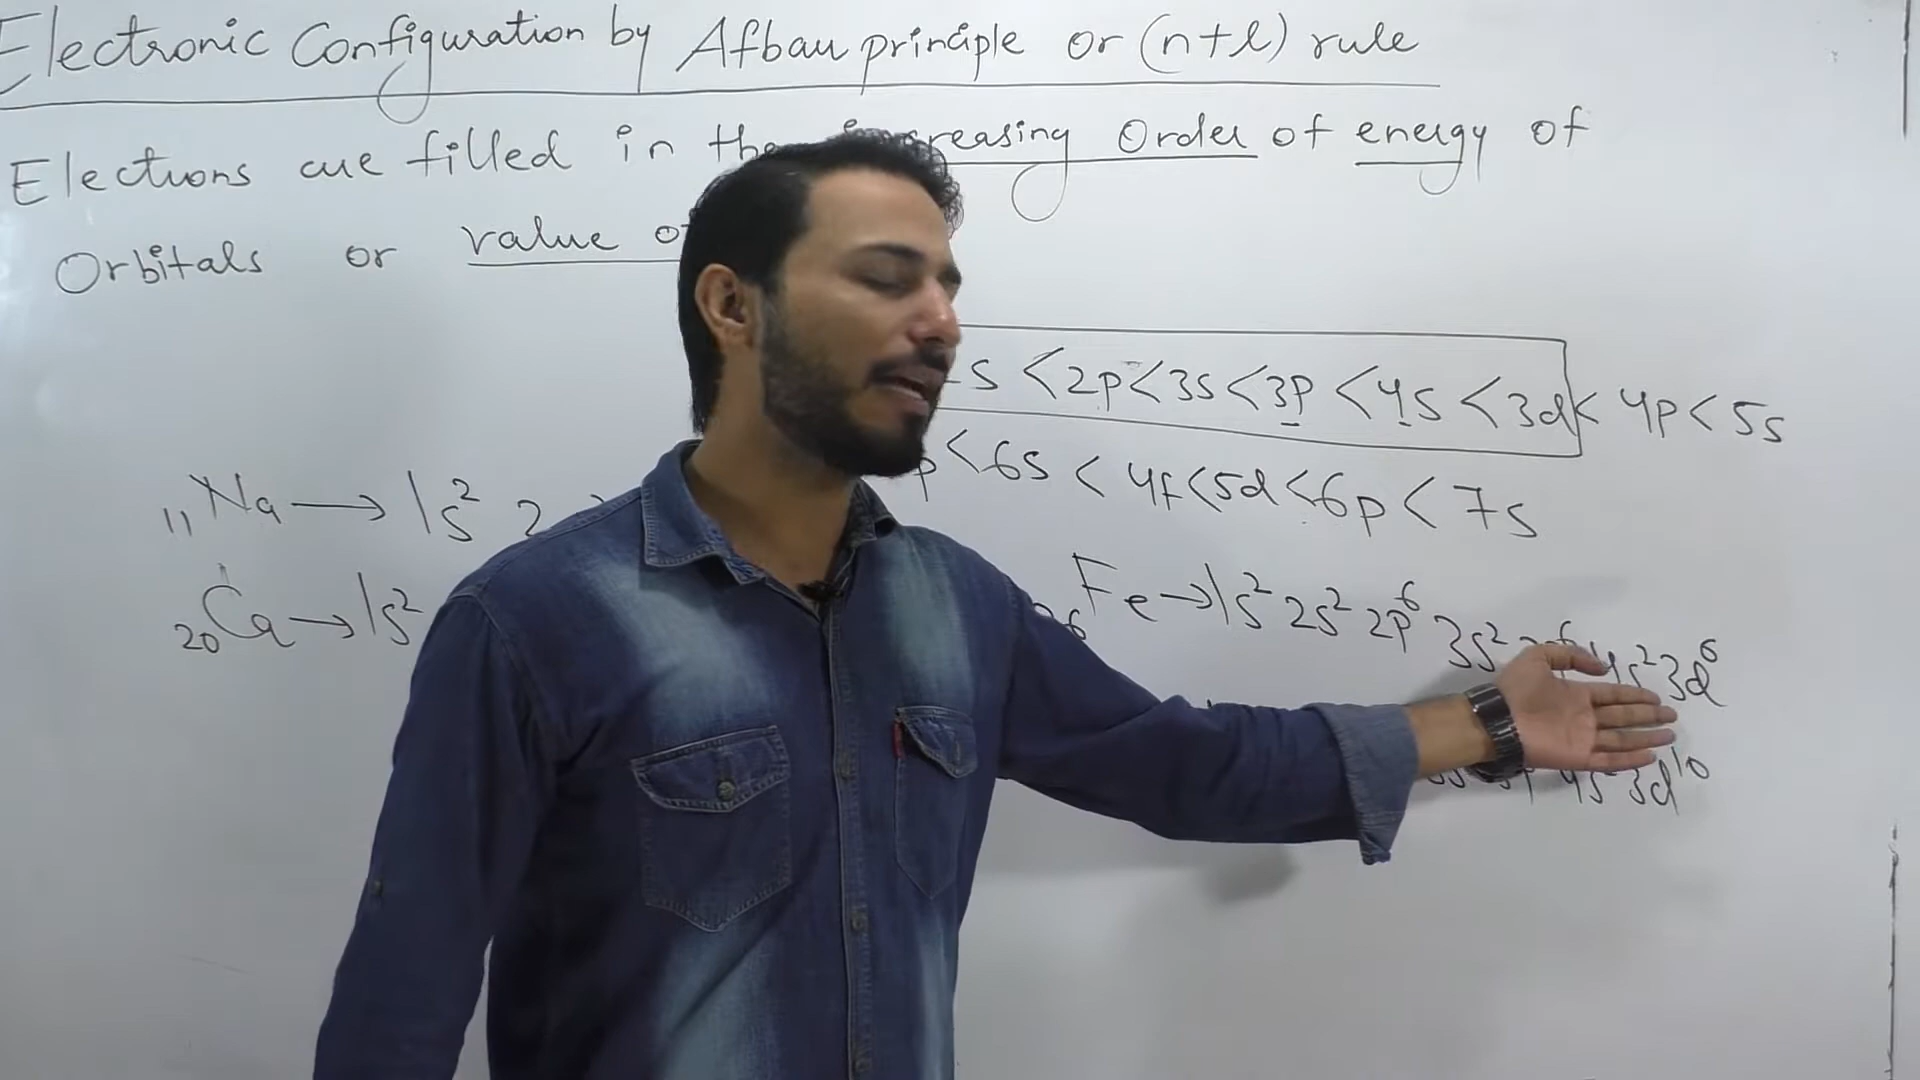 Electronic Configuration by Afbau principle or (n+l) rule
Electrons are filled in the increasing Order of energy of
Orbitals or value of
s <2p<3s<3p <4s <3d< 4p< 5s
p <6s < 4f<5d<6p< 7s
₁₁Na → 1s² 2
Fe → 1s² 2s² 2p⁶ 3s² 4s² 3d⁶
₂₀Ca → 1s²
4s 3d¹⁰